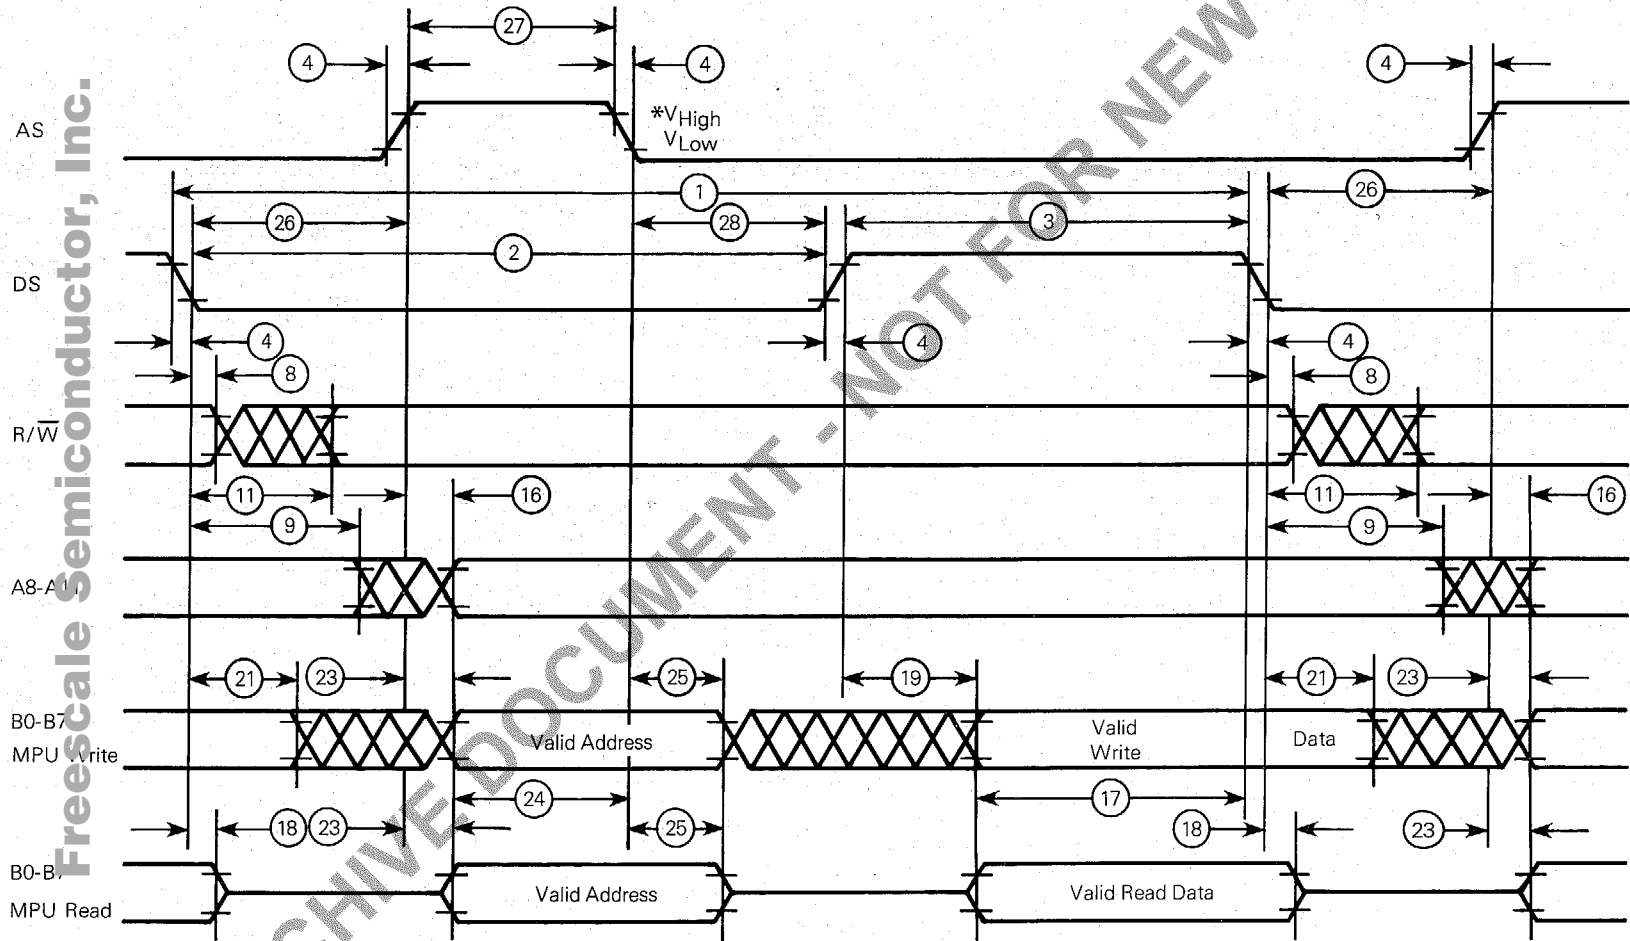 27
4
4
4
AS
*VHigh
VLow
1
26
26
28
3
2
DS
4
4
4
8
8
R/W̅
11
16
11
16
9
9
21
23
25
19
21
23
B0-B7
MPU Write
Valid Address
Valid
Write
Data
24
17
18
23
25
18
23
B0-B7
MPU Read
Valid Address
Valid Read Data
Freescale Semiconductor, Inc.
CHIVE DOCUMENT - NOT FOR NEW